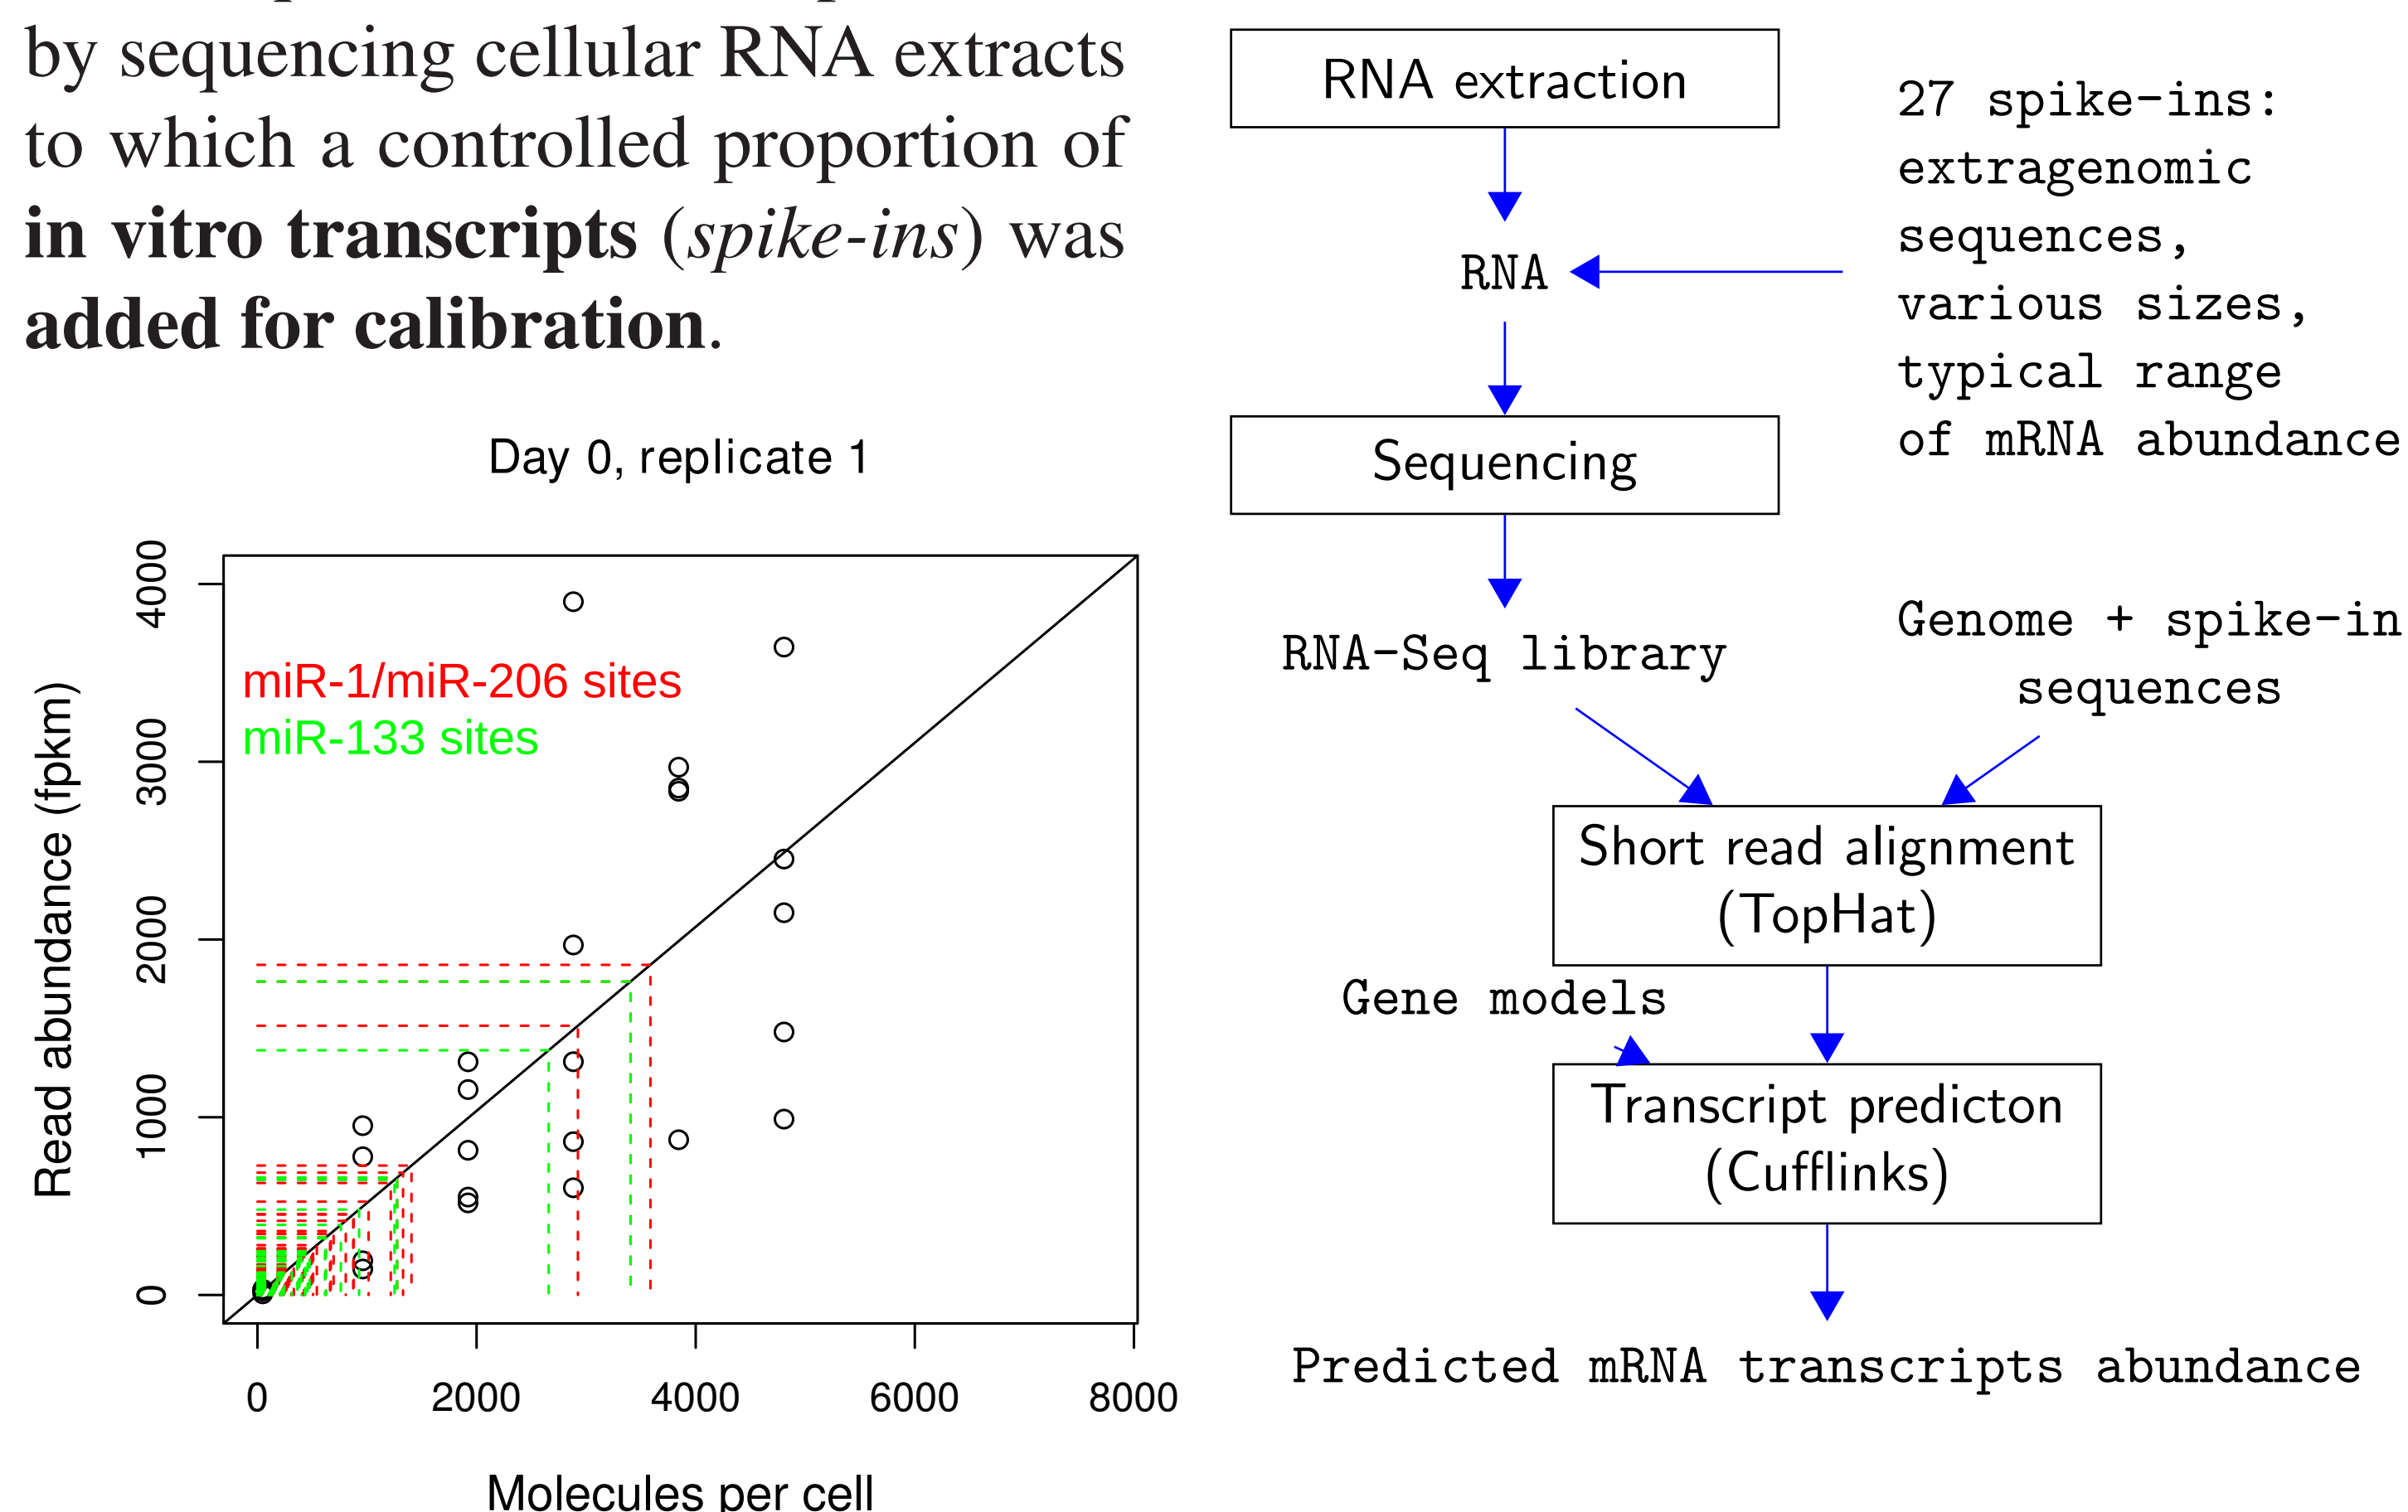 by sequencing cellular RNA extracts
to which a controlled proportion of
in vitro transcripts (spike-ins) was
added for calibration.
Day 0, replicate 1
4000
3000
2000
1000
0
Read abundance (fpkm)
miR-1/miR-206 sites
miR-133 sites
0 2000 4000 6000 8000
Molecules per cell
RNA extraction
27 spike-ins:
extragenomic
sequences,
various sizes,
typical range
of mRNA abundance
RNA
Sequencing
RNA-Seq library
Genome + spike-in
sequences
Short read alignment
(TopHat)
Gene models
Transcript predicton
(Cufflinks)
Predicted mRNA transcripts abundance